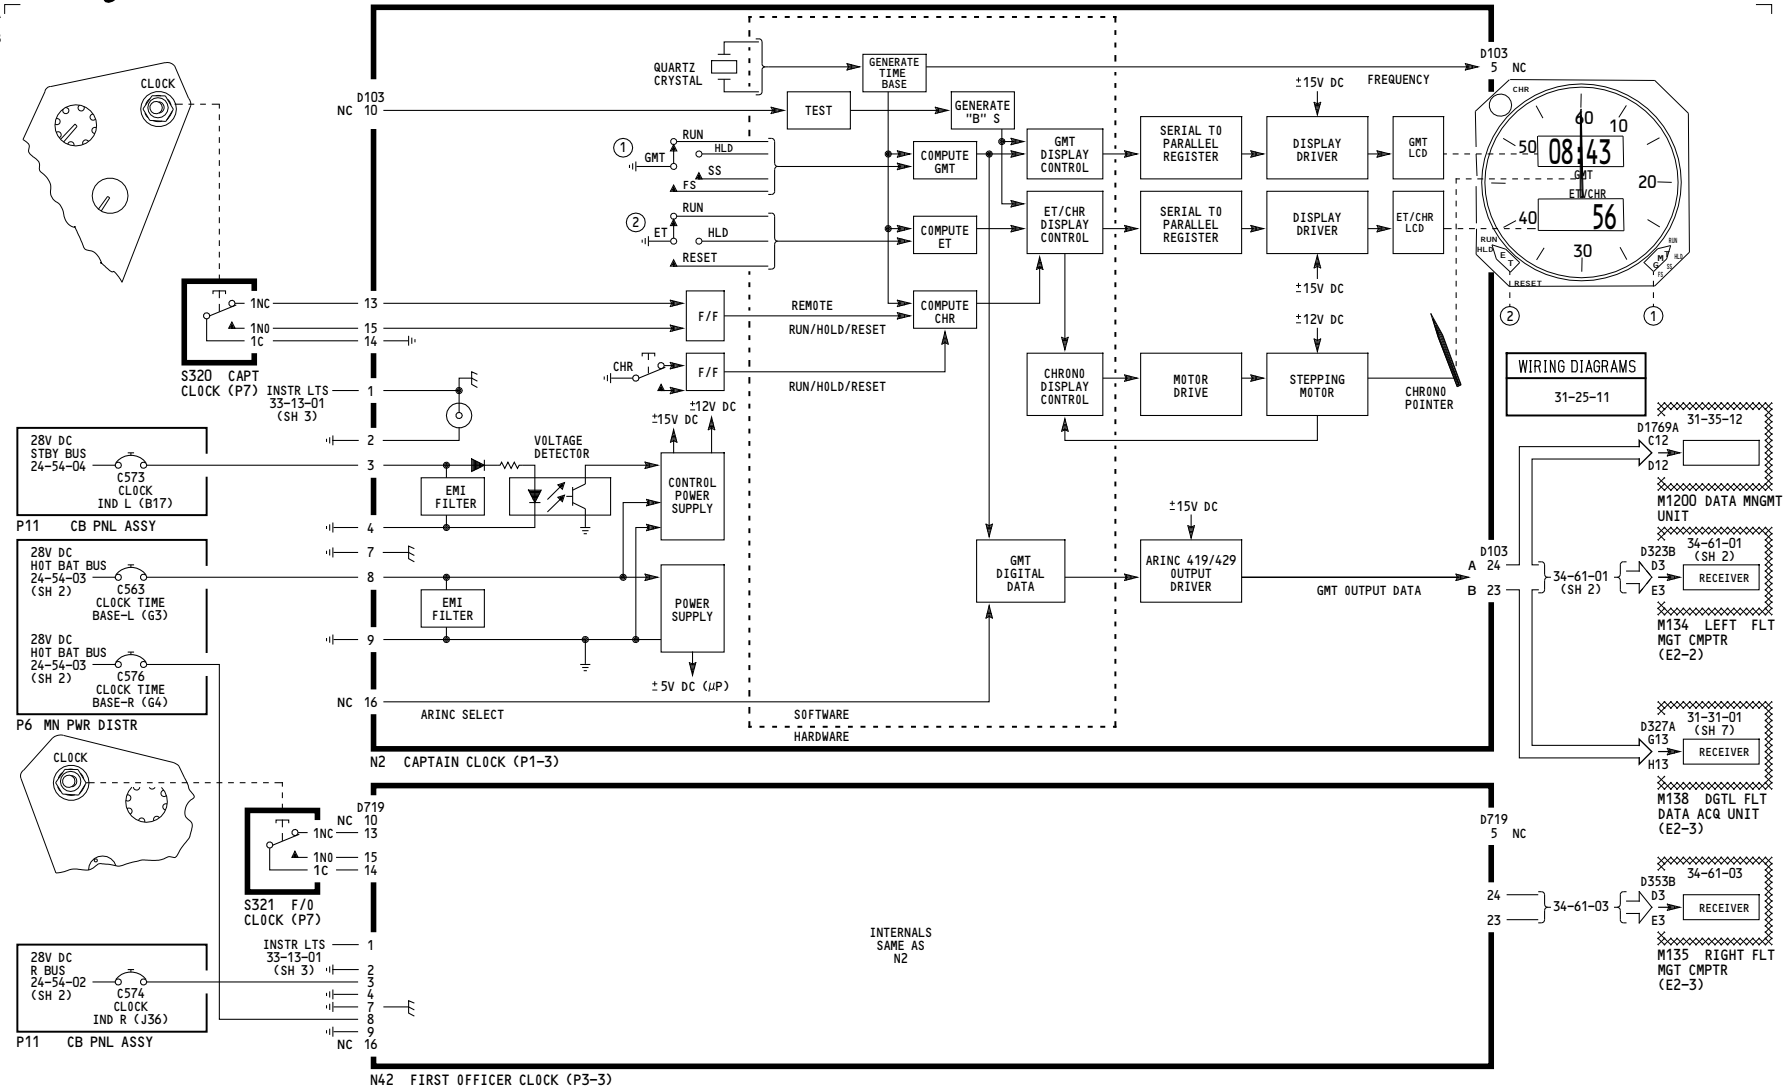 QUARTZ
CRYSTAL
GENERATE
TIME
BASE
FREQUENCY
D103
5 NC
±15V DC
D103
NC 10
TEST
GENERATE
"B" S
1
GMT
RUN
HLD
SS
FS
COMPUTE
GMT
GMT
DISPLAY
CONTROL
SERIAL TO
PARALLEL
REGISTER
DISPLAY
DRIVER
GMT
LCD
2
ET
RUN
HLD
RESET
COMPUTE
ET
ET/CHR
DISPLAY
CONTROL
SERIAL TO
PARALLEL
REGISTER
DISPLAY
DRIVER
ET/CHR
LCD
±15V DC
CHR
60
10
50
08:43
GMT
20
ET/CHR
40
56
30
RUN
HLD
E
T
RESET
RUN
HLD
SS
FS
G
M
T
2
1
CLOCK
1NC
1NO
1C
S320 CAPT
CLOCK (P7)
13
15
14
F/F
REMOTE
RUN/HOLD/RESET
COMPUTE
CHR
CHR
F/F
RUN/HOLD/RESET
±12V DC
CHRONO
DISPLAY
CONTROL
MOTOR
DRIVE
STEPPING
MOTOR
CHRONO
POINTER
WIRING DIAGRAMS
31-25-11
INSTR LTS
33-13-01
(SH 3)
1
2
±15V DC
±12V DC
28V DC
STBY BUS
24-54-04
C573
CLOCK
IND L (B17)
P11 CB PNL ASSY
3
4
EMI
FILTER
VOLTAGE
DETECTOR
CONTROL
POWER
SUPPLY
28V DC
HOT BAT BUS
24-54-03
(SH 2)
C563
CLOCK TIME
BASE-L (G3)
28V DC
HOT BAT BUS
24-54-03
(SH 2)
C576
CLOCK TIME
BASE-R (G4)
P6 MN PWR DISTR
7
8
9
EMI
FILTER
POWER
SUPPLY
±5V DC (µP)
NC 16
ARINC SELECT
SOFTWARE
HARDWARE
GMT
DIGITAL
DATA
±15V DC
ARINC 419/429
OUTPUT
DRIVER
GMT OUTPUT DATA
D103
A 24
B 23
34-61-01
(SH 2)
31-35-12
D1769A
C12
D12
M1200 DATA MNGMT
UNIT
34-61-01
(SH 2)
D323B
D3
E3
RECEIVER
M134 LEFT FLT
MGT CMPTR
(E2-2)
31-31-01
(SH 7)
D327A
G13
H13
RECEIVER
M138 DGTL FLT
DATA ACQ UNIT
(E2-3)
N2 CAPTAIN CLOCK (P1-3)
CLOCK
1NC
1NO
1C
S321 F/O
CLOCK (P7)
D719
NC 10
13
15
14
INSTR LTS
33-13-01
(SH 3)
1
2
3
4
7
8
9
NC 16
28V DC
R BUS
24-54-02
(SH 2)
C574
CLOCK
IND R (J36)
P11 CB PNL ASSY
INTERNALS
SAME AS
N2
D719
5 NC
24
23
34-61-03
34-61-03
D353B
D3
E3
RECEIVER
M135 RIGHT FLT
MGT CMPTR
(E2-3)
N42 FIRST OFFICER CLOCK (P3-3)